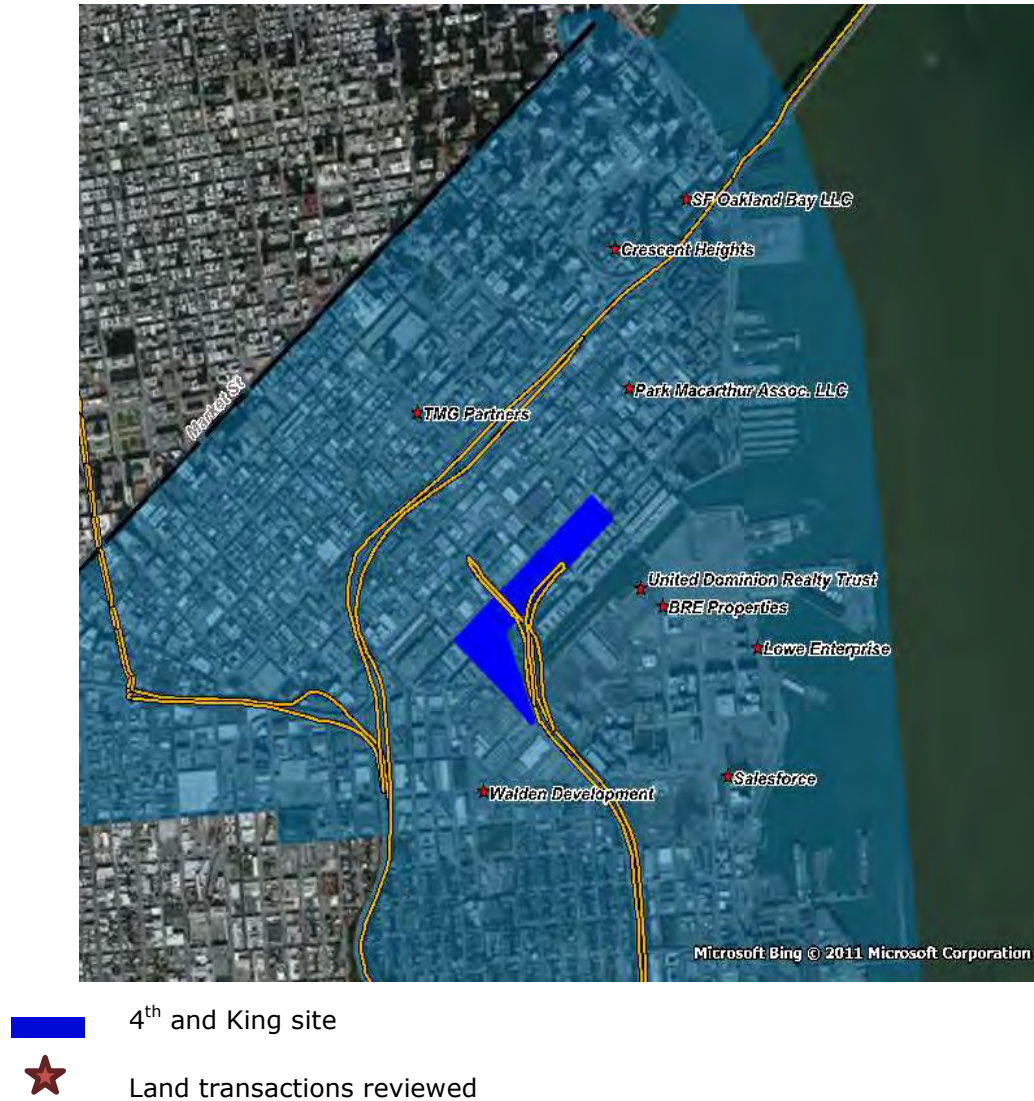 SF Oakland Bay LLC
Crescent Heights
Park Macarthur Assoc. LLC
TMG Partners
Market St
United Dominion Realty Trust
BRE Properties
Lowe Enterprise
Salesforce
Walden Development
Microsoft Bing © 2011 Microsoft Corporation
4th and King site
Land transactions reviewed